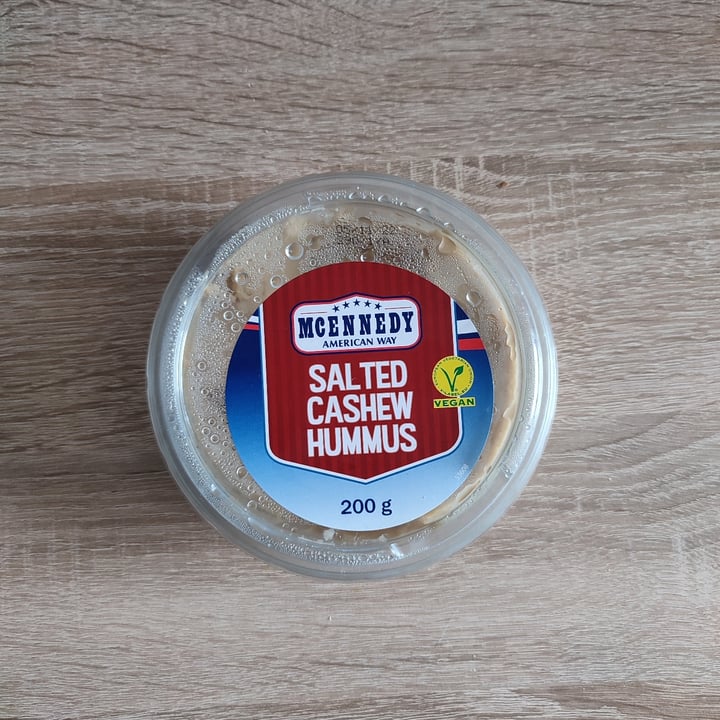 MCENNEDY
AMERICAN WAY
SALTED
CASHEW
HUMMUS
VEGAN
200 g